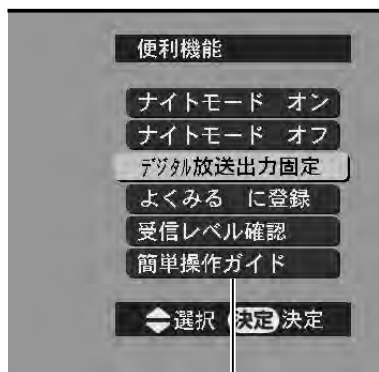 便利機能
ナイトモード オン
ナイトモード オフ
デジタル放送出力固定
よくみる に登録
受信レベル確認
簡単操作ガイド
選択 決定 決定